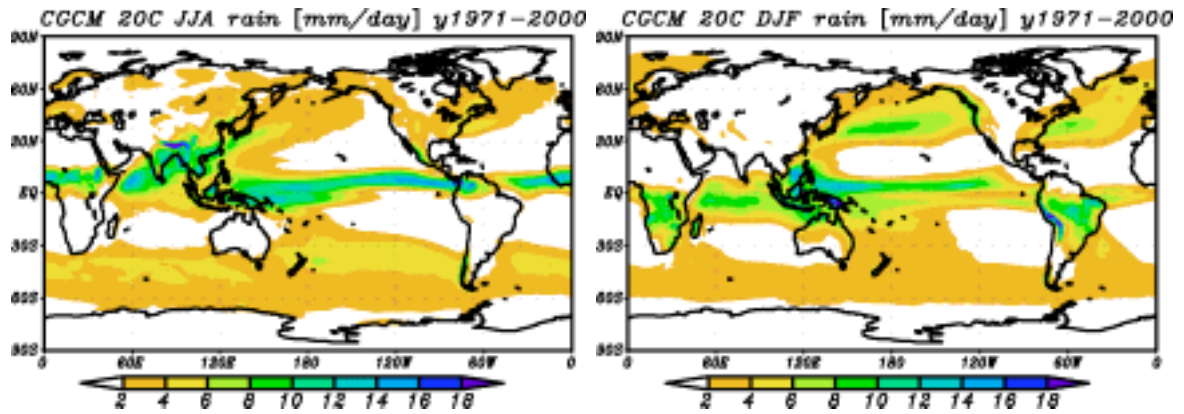 CGCM 20C JJA rain [mm/day] y1971-2000
90N
60N
30N
EQ
30S
60S
90S
0 60E 120E 180 120W 60W 0
2 4 6 8 10 12 14 16 18
CGCM 20C DJF rain [mm/day] y1971-2000
90N
60N
30N
EQ
30S
60S
90S
0 60E 120E 180 120W 60W 0
2 4 6 8 10 12 14 16 18